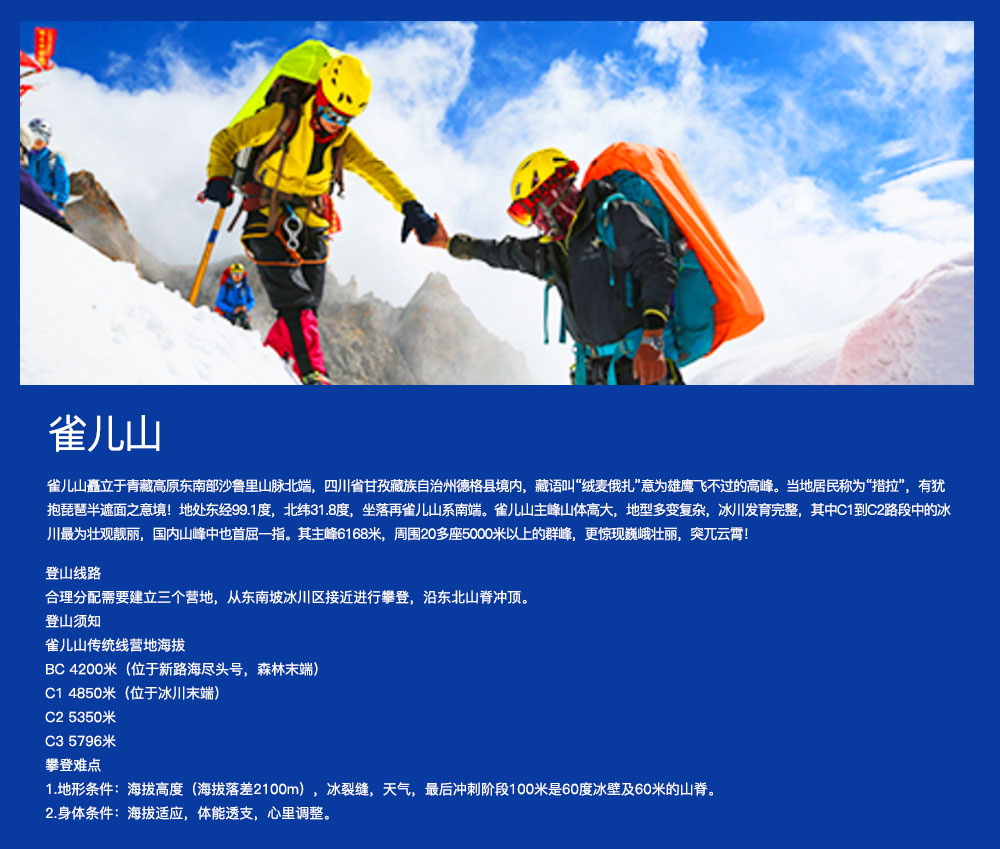 雀儿山
雀儿山矗立于青藏高原东南部沙鲁里山脉北端，四川省甘孜藏族自治州德格县境内，藏语叫“绒麦俄扎”意为雄鹰飞不过的高峰。当地居民称为“措拉”，有犹
抱琵琶半遮面之意境！地处东经99.1度，北纬31.8度，坐落再雀儿山系南端。雀儿山主峰山体高大，地型多变复杂，冰川发育完整，其中C1到C2路段中的冰
川最为壮观靓丽，国内山峰中也首屈一指。其主峰6168米，周围20多座5000米以上的群峰，更惊现巍峨壮丽，突兀云霄！
登山线路
合理分配需要建立三个营地，从东南坡冰川区接近进行攀登，沿东北山脊冲顶。
登山须知
雀儿山传统线营地海拔
BC 4200米（位于新路海尽头号，森林末端）
C1 4850米（位于冰川末端）
C2 5350米
C3 5796米
攀登难点
1.地形条件：海拔高度（海拔落差2100m），冰裂缝，天气，最后冲刺阶段100米是60度冰壁及60米的山脊。
2.身体条件：海拔适应，体能透支，心里调整。